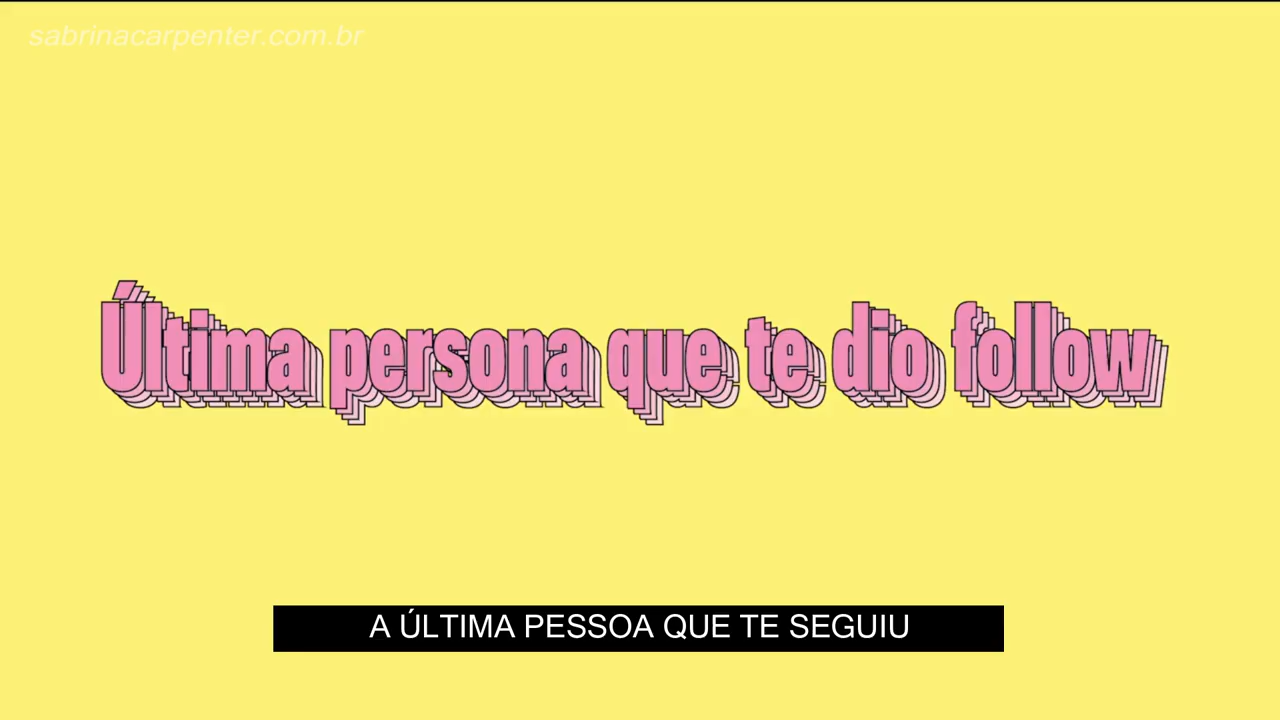 sabrinacarpenter.com.br
Última persona que te dio follow
A ÚLTIMA PESSOA QUE TE SEGUIU